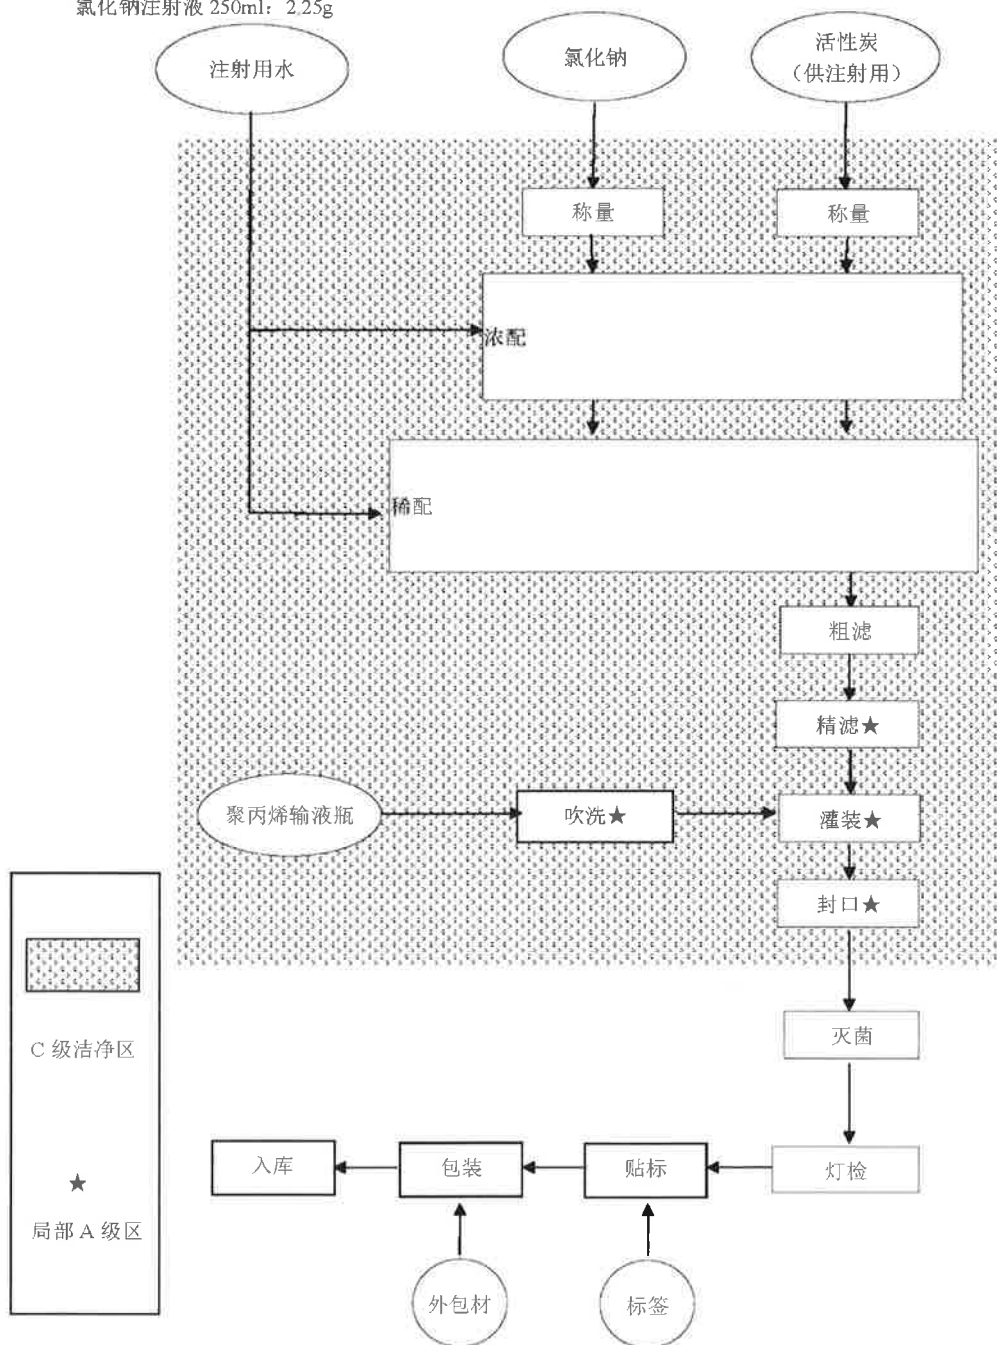 氯化钠注射液 250ml：2.25g
注射用水
氯化钠
活性炭
（供注射用）
称量
称量
浓配
稀配
粗滤
精滤★
聚丙烯输液瓶
吹洗★
灌装★
封口★
C 级洁净区
灭菌
★
局部 A 级区
入库
包装
贴标
灯检
外包材
标签